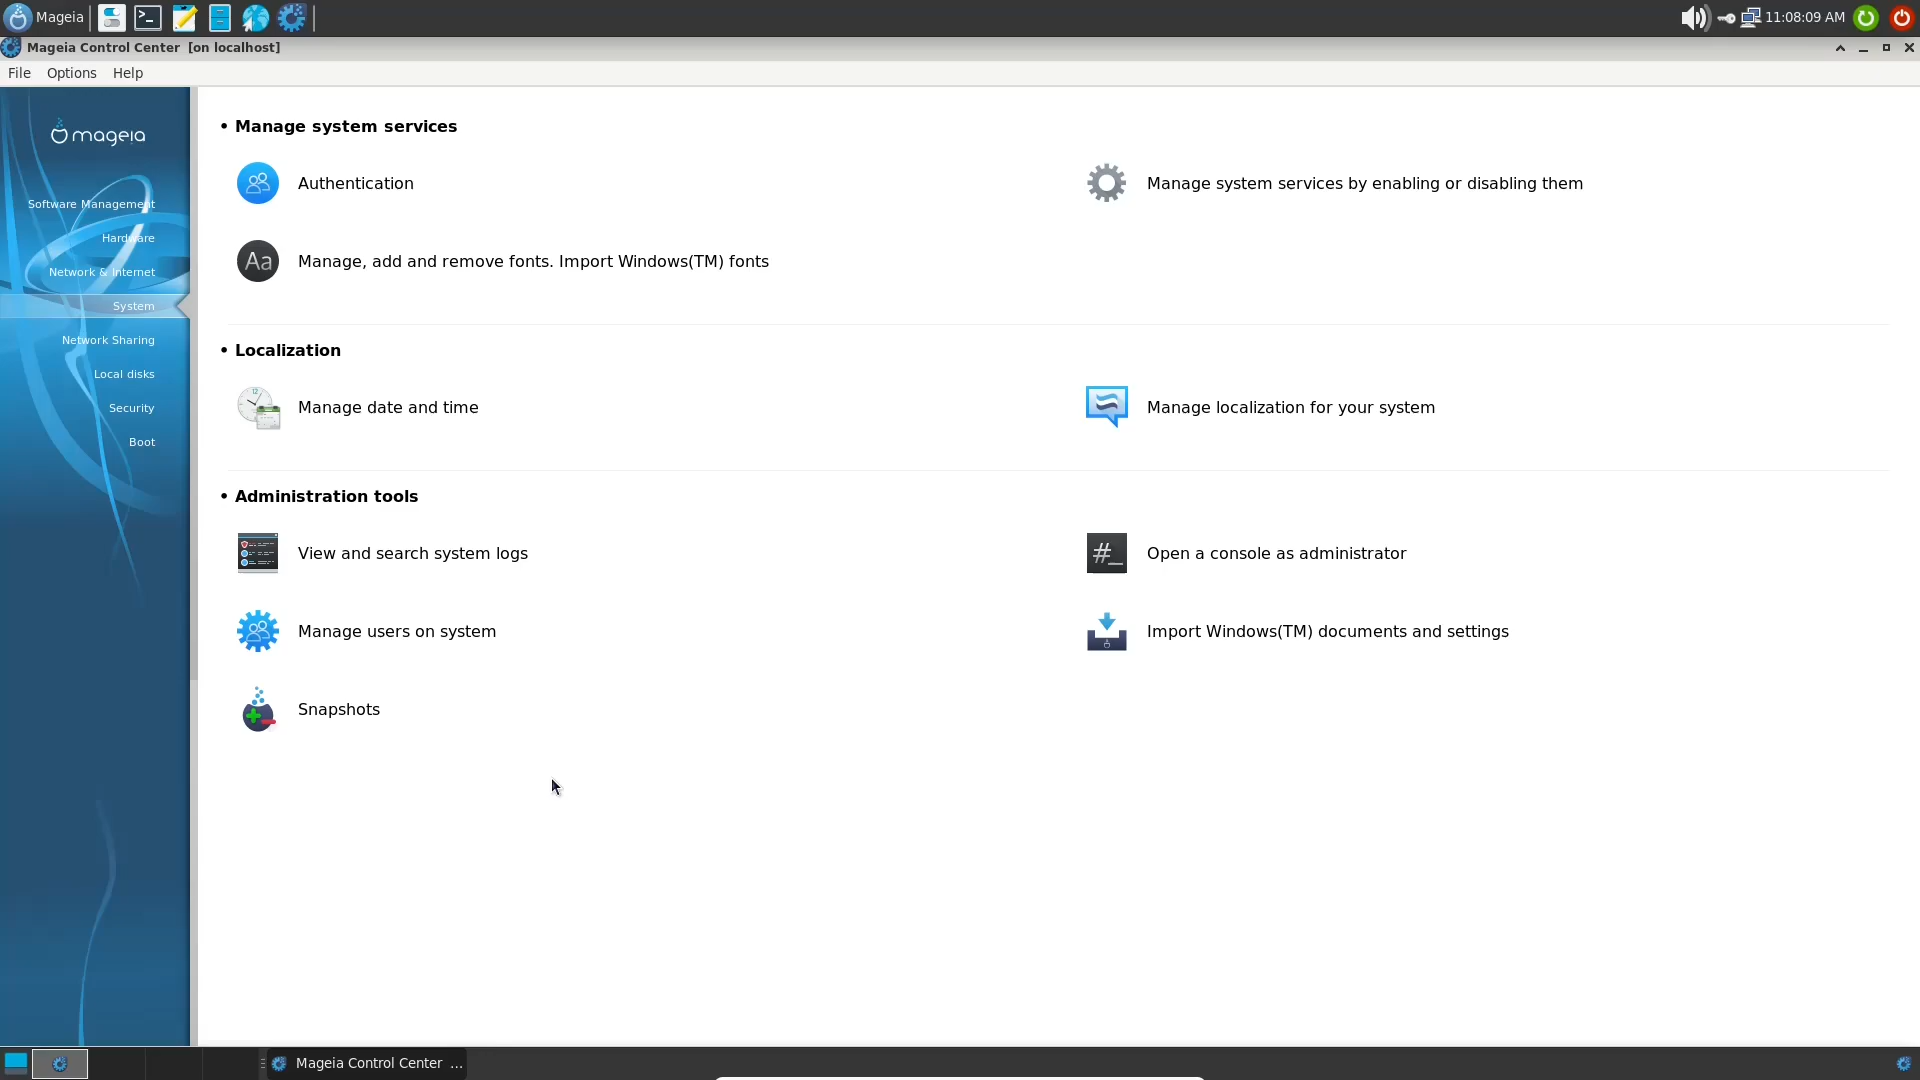 Mageia
11:08:09 AM
Mageia Control Center [on localhost]
File Options Help
mageia
Software Management
Hardware
Network & Internet
System
Network Sharing
Local disks
Security
Boot
• Manage system services
Authentication
Manage system services by enabling or disabling them
Aa
Manage, add and remove fonts. Import Windows(TM) fonts
• Localization
12
Manage date and time
Manage localization for your system
• Administration tools
View and search system logs
#_
Open a console as administrator
Manage users on system
Import Windows(TM) documents and settings
Snapshots
Mageia Control Center ...